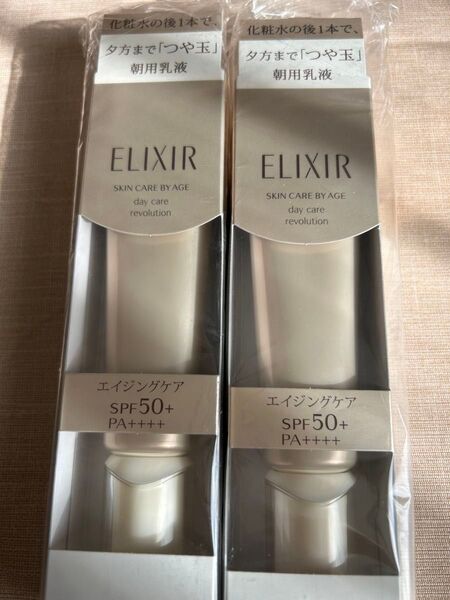 化粧水の後1本で、
夕方まで「つや玉」
朝用乳液
ELIXIR
SKIN CARE BY AGE
day care
revolution
エイジングケア
SPF50+
PA++++
化粧水の後1本で、
夕方まで「つや玉」
朝用乳液
ELIXIR
SKIN CARE BY AGE
day care
revolution
エイジングケア
SPF50+
PA++++